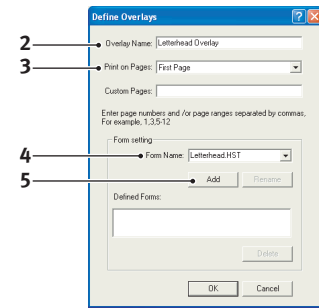 Define Overlays
2 Overlay Name: Letterhead Overlay
3 Print on Pages: First Page
Custom Pages:
Enter page numbers and /or page ranges separated by commas,
For example, 1,3,5-12
Form setting
4 Form Name: Letterhead.HST
5 Add Rename
Defined Forms:
Delete
OK Cancel